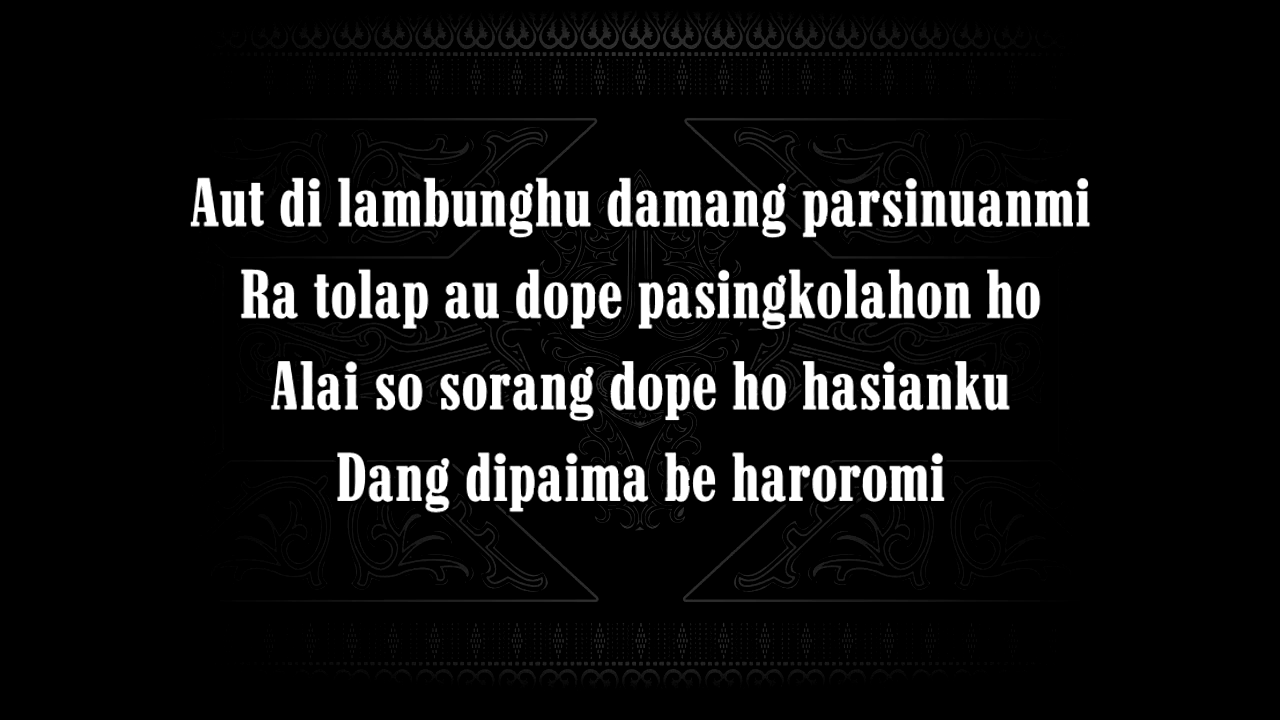 Aut di lambunghu damang parsinuanmi
Ra tolap au dope pasingkolahon ho
Alai so sorang dope ho hasianku
Dang dipaima be haroromi